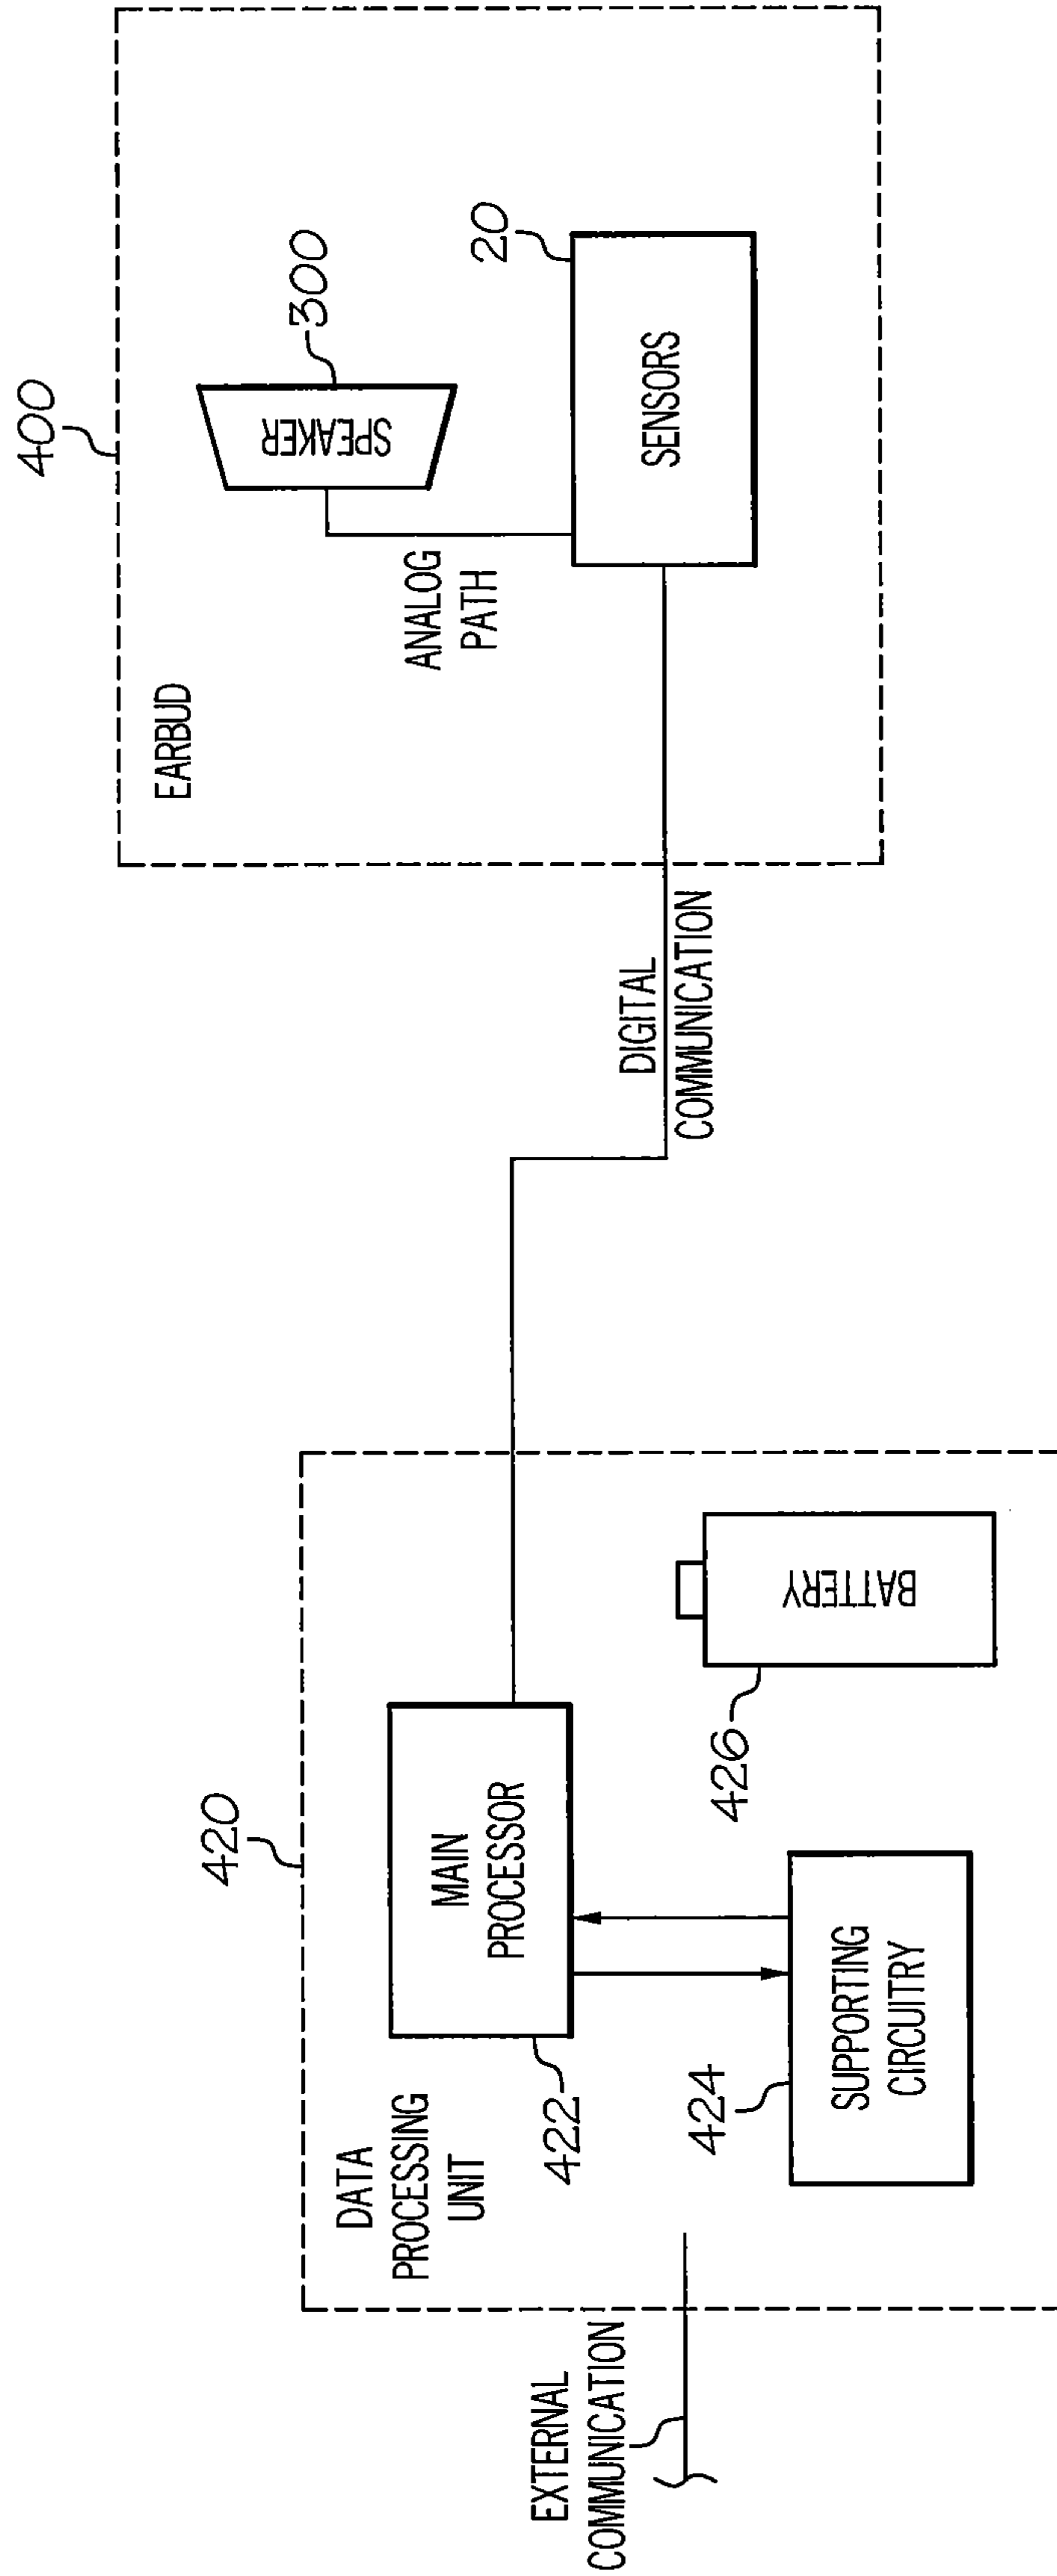 400
EARBUD
300
SPEAKER
ANALOG
PATH
20
SENSORS
DIGITAL
COMMUNICATION
420
DATA
PROCESSING
UNIT
MAIN
PROCESSOR
422
426
BATTERY
424
SUPPORTING
CIRCUITRY
EXTERNAL
COMMUNICATION